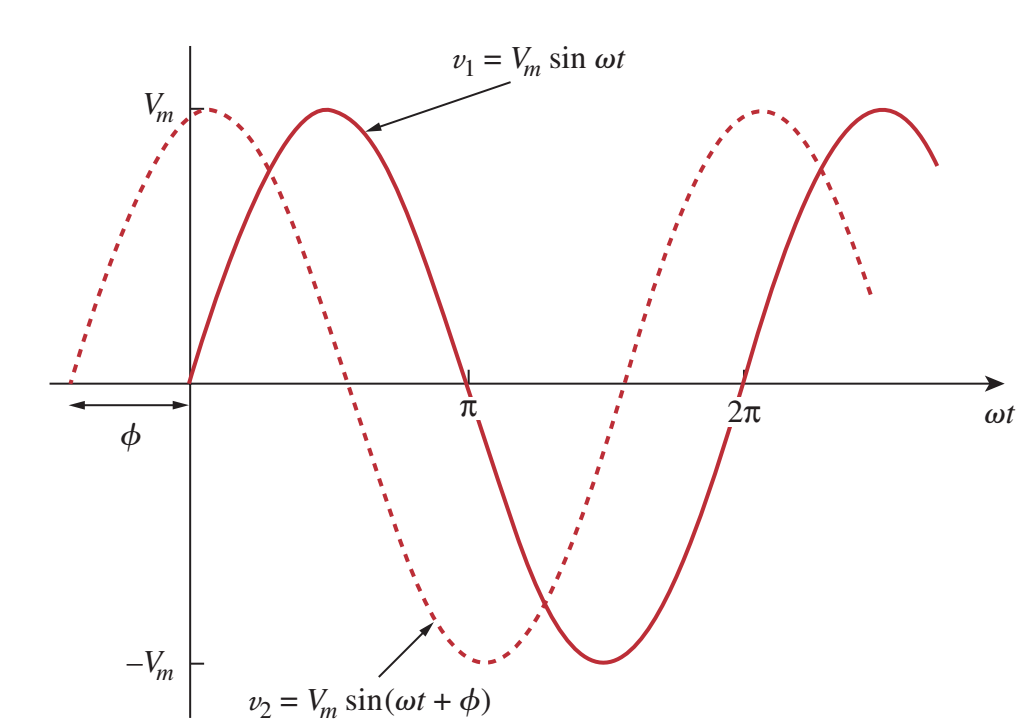 v₁ = Vₘ sin ωt
Vₘ
π
2π
ωt
ϕ
−Vₘ
v₂ = Vₘ sin(ωt + ϕ)